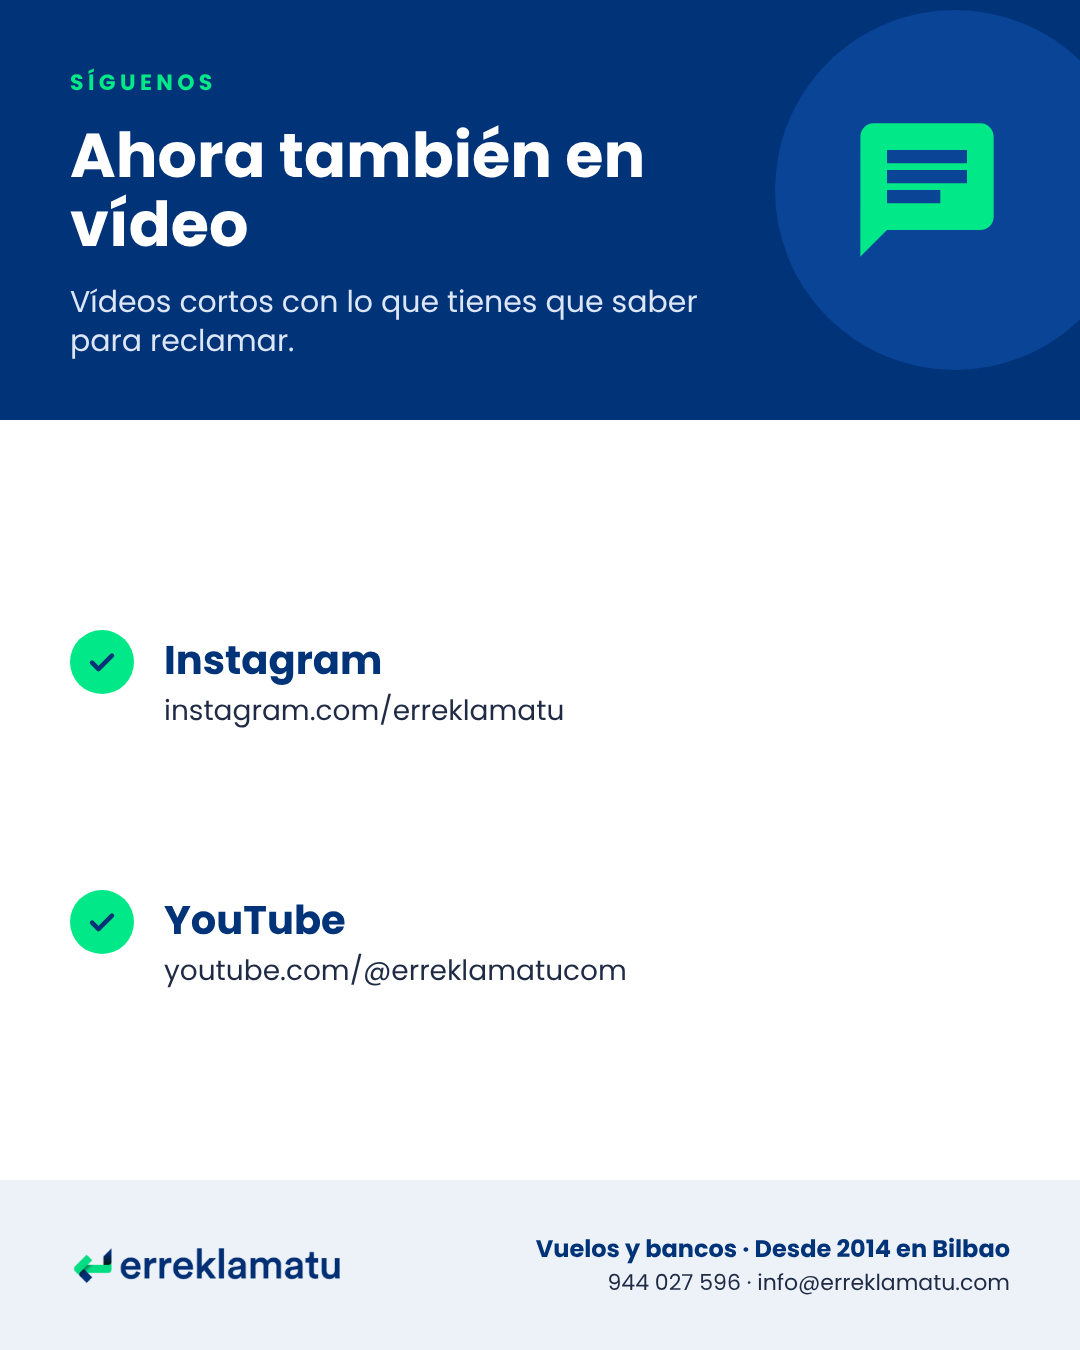 SÍGUENOS
Ahora también en
vídeo
Vídeos cortos con lo que tienes que saber
para reclamar.
Instagram
instagram.com/erreklamatu
YouTube
youtube.com/@erreklamatucom
erreklamatu
Vuelos y bancos · Desde 2014 en Bilbao
944 027 596 · info@erreklamatu.com